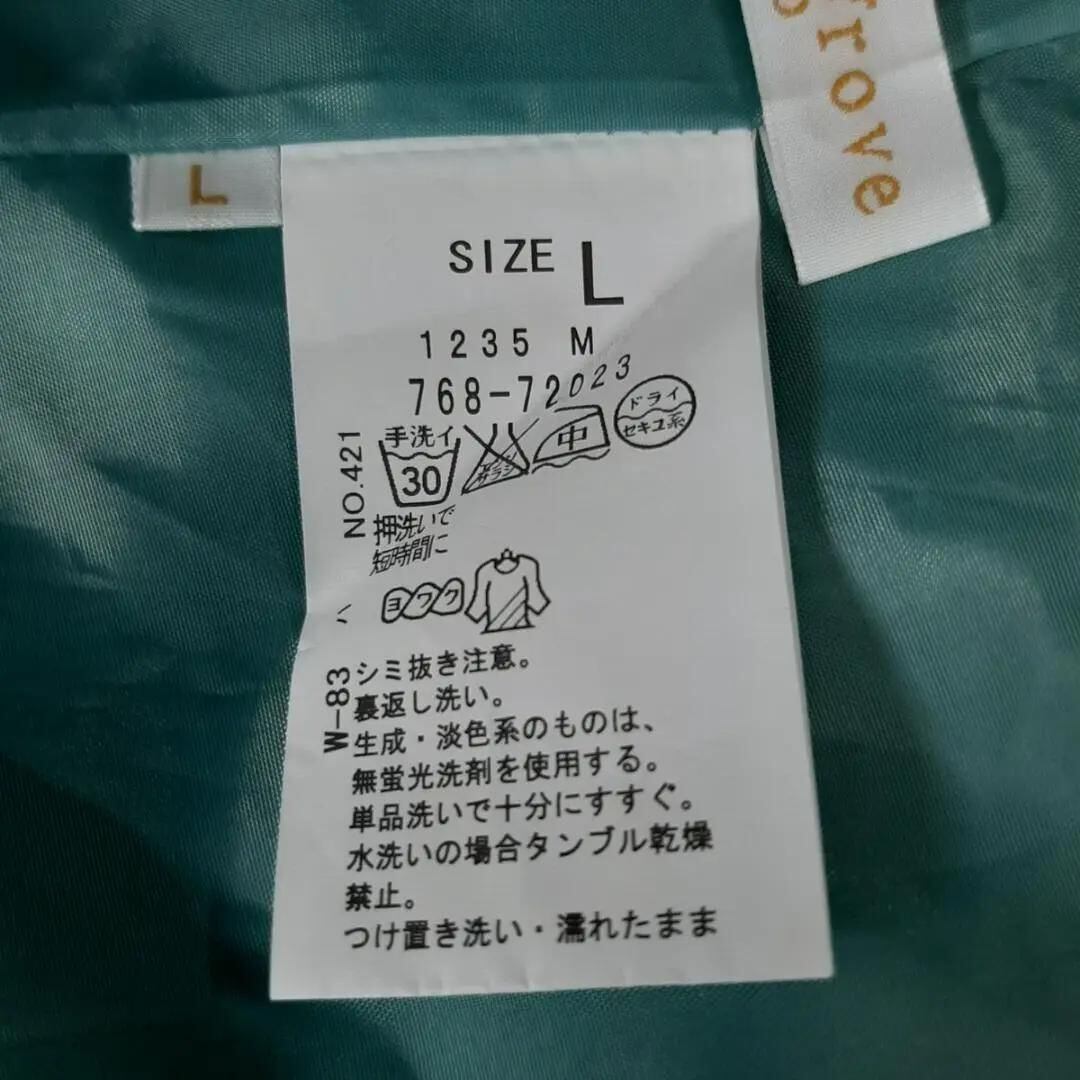 rove
L
SIZE L
1235 M
768-72023
手洗イ
30
中
ドライ
セキユ系
NO.421
押洗いで
短時間に
ヨワク
W-83
シミ抜き注意。
裏返し洗い。
生成・淡色系のものは、
無蛍光洗剤を使用する。
単品洗いで十分にすすぐ。
水洗いの場合タンブル乾燥
禁止。
つけ置き洗い・濡れたまま